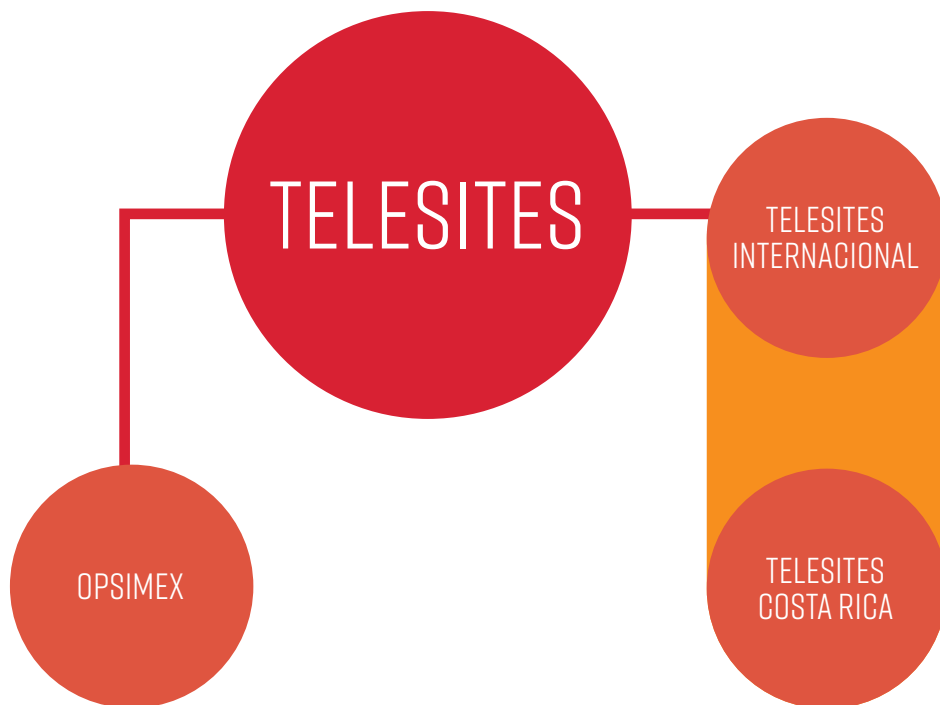 TELESITES
TELESITES
INTERNACIONAL
OPSIMEX
TELESITES
COSTA RICA